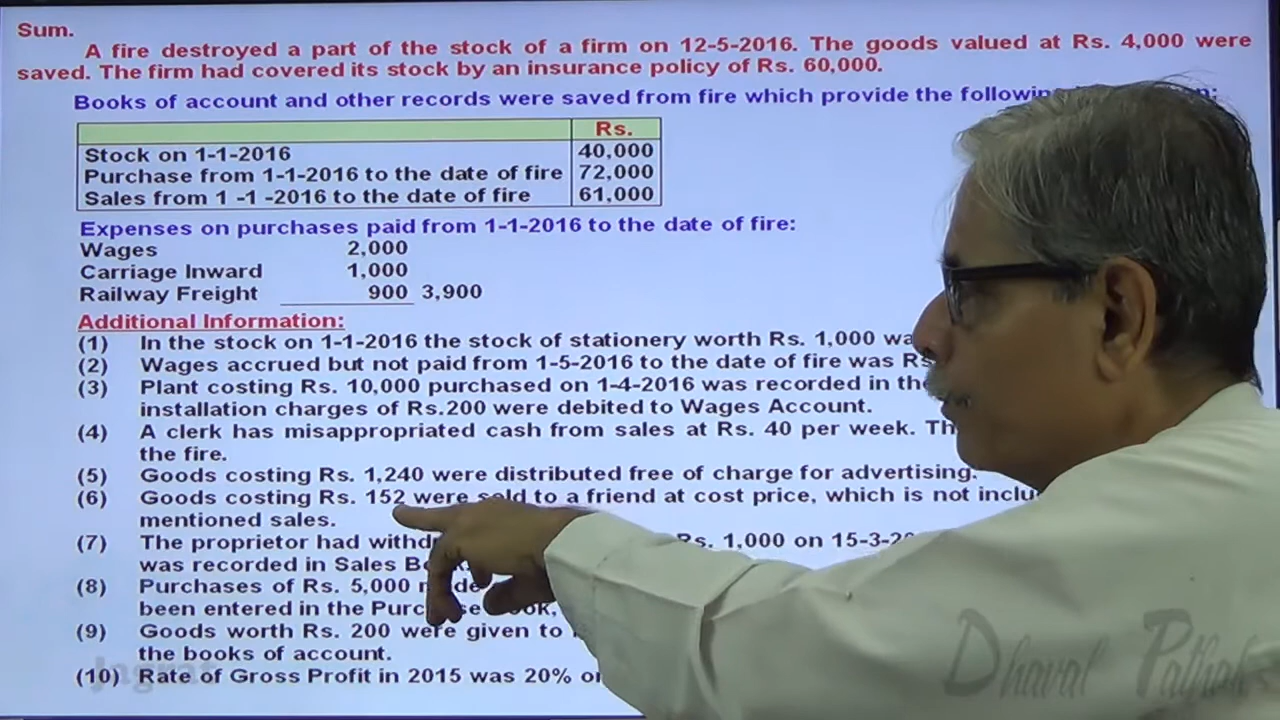 Sum.
A fire destroyed a part of the stock of a firm on 12-5-2016. The goods valued at Rs. 4,000 were
saved. The firm had covered its stock by an insurance policy of Rs. 60,000.
Books of account and other records were saved from fire which provide the following
Rs.
Stock on 1-1-2016 40,000
Purchase from 1-1-2016 to the date of fire 72,000
Sales from 1 -1 -2016 to the date of fire 61,000
Expenses on purchases paid from 1-1-2016 to the date of fire:
Wages 2,000
Carriage Inward 1,000
Railway Freight 900 3,900
Additional Information:
(1) In the stock on 1-1-2016 the stock of stationery worth Rs. 1,000
(2) Wages accrued but not paid from 1-5-2016 to the date of fire was
(3) Plant costing Rs. 10,000 purchased on 1-4-2016 was recorded in
installation charges of Rs.200 were debited to Wages Account.
(4) A clerk has misappropriated cash from sales at Rs. 40 per week.
the fire.
(5) Goods costing Rs. 1,240 were distributed free of charge for advertising.
(6) Goods costing Rs. 152 were sold to a friend at cost price, which is not
mentioned sales.
(7) The proprietor had Rs. 1,000 on
was recorded in Sales
(8) Purchases of Rs. 5,000
been entered in the
(9) Goods worth Rs. 200 were given to
the books of account.
(10) Rate of Gross Profit in 2015 was 20%
Jagrat
Dhaval Pathak